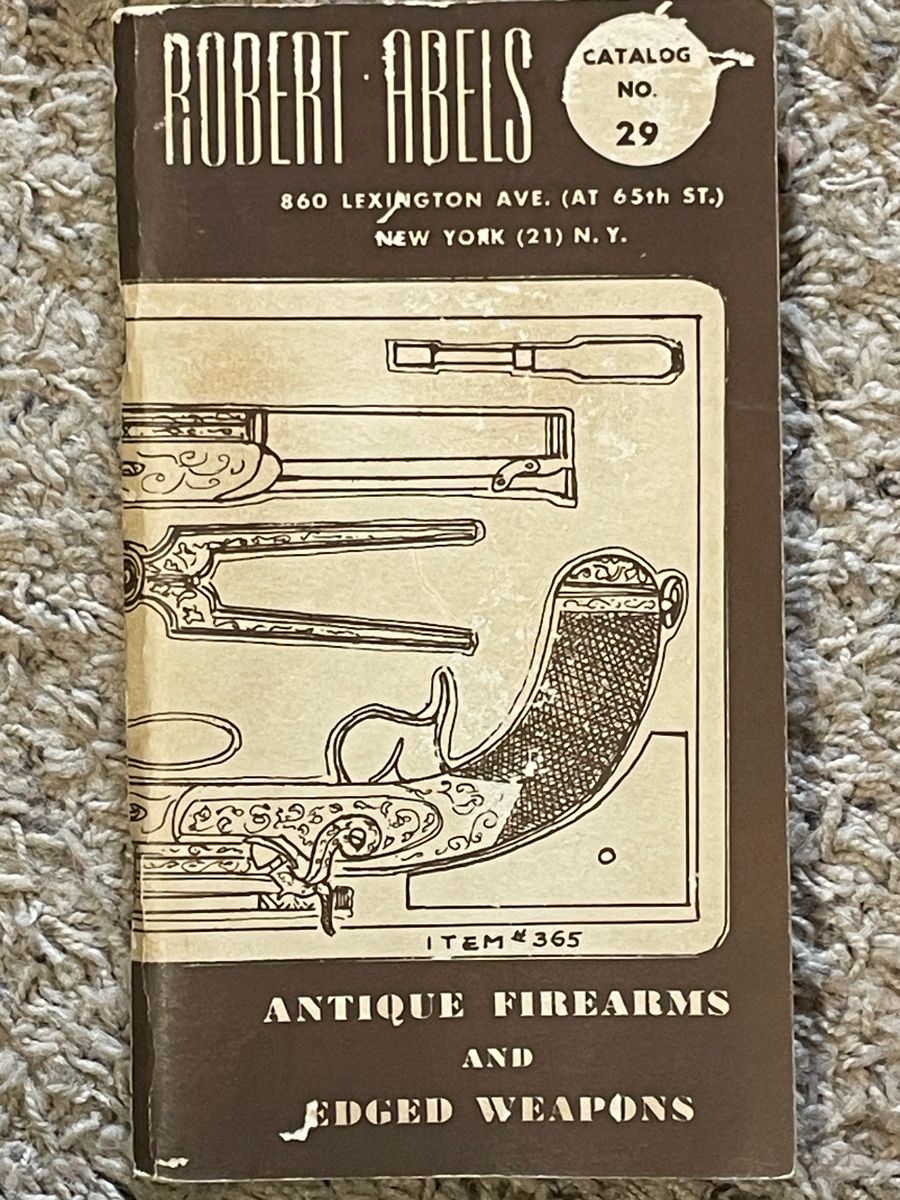 ROBERT ABELS
CATALOG
NO.
29
860 LEXINGTON AVE. (AT 65th ST.)
NEW YORK (21) N. Y.
ITEM # 365
ANTIQUE FIREARMS
AND
EDGED WEAPONS